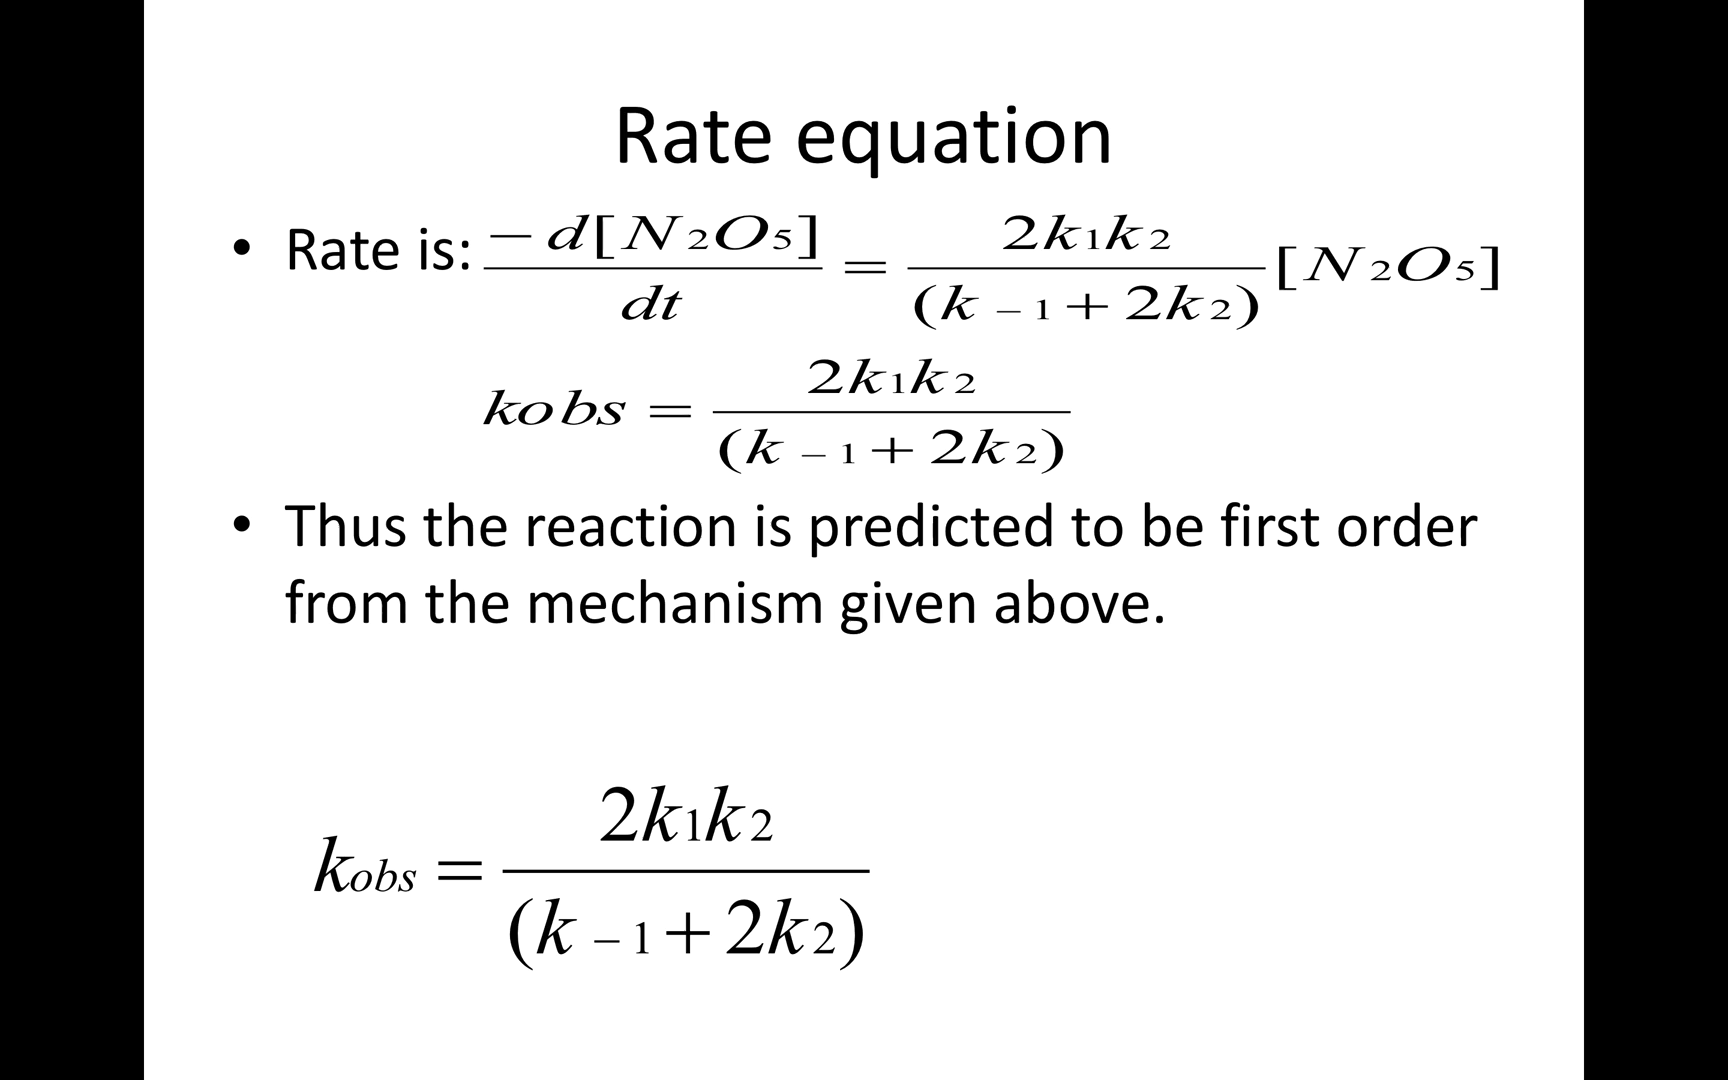 Rate equation
• Rate is: −d[N2O5]/dt = 2k1k2/(k−1+2k2) [N2O5]
kobs = 2k1k2/(k−1+2k2)
• Thus the reaction is predicted to be first order
from the mechanism given above.
kobs = 2k1k2/(k−1+2k2)